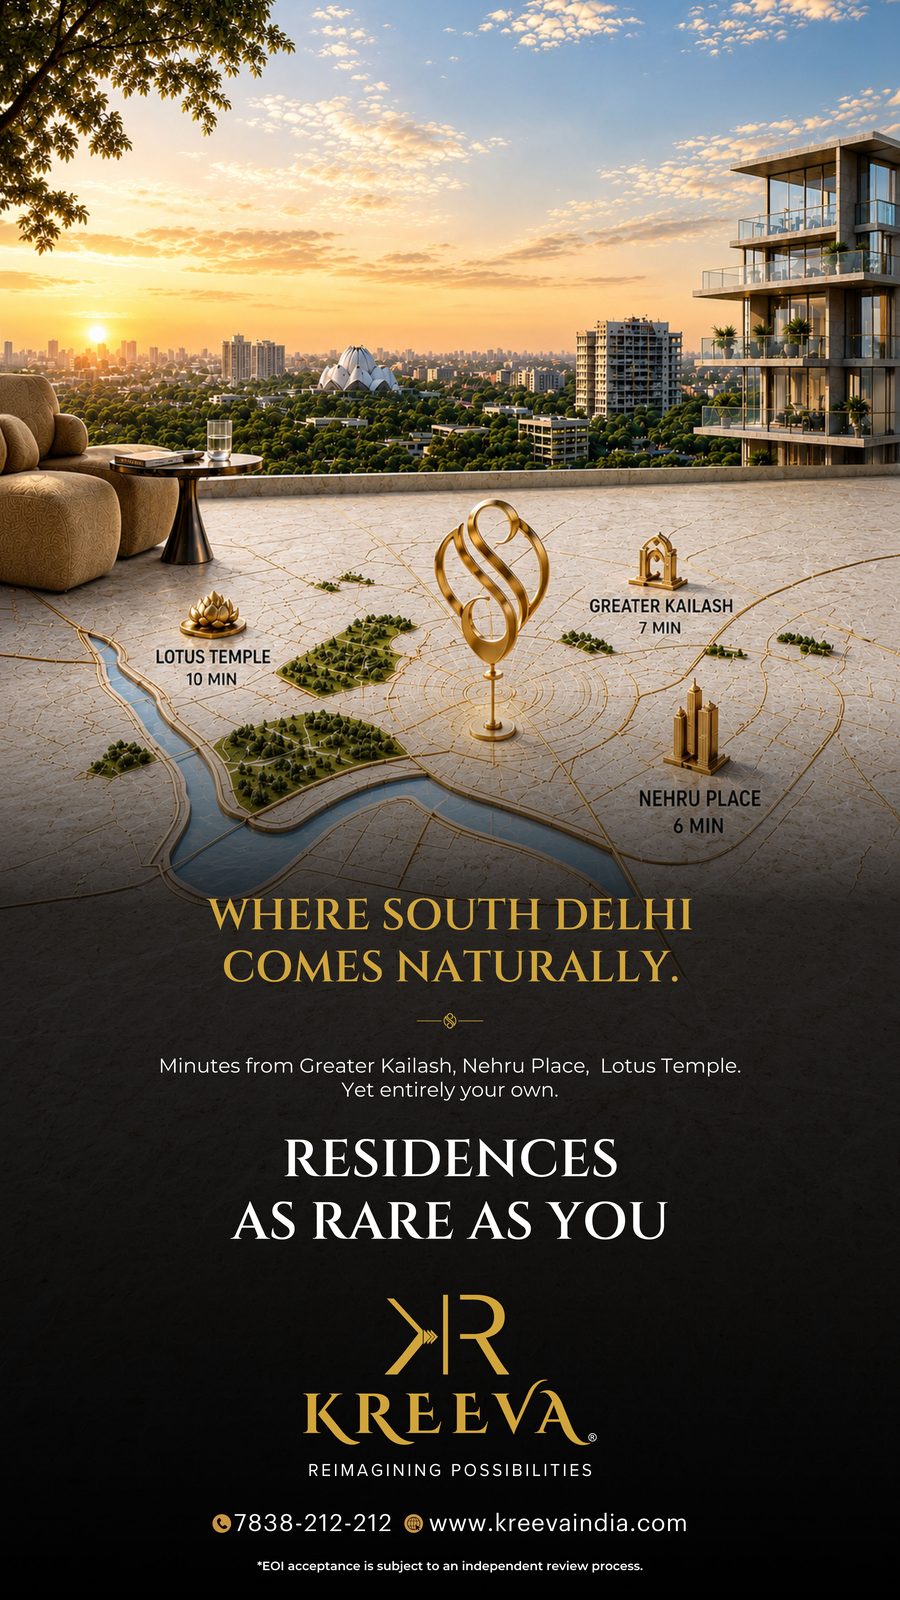 GREATER KAILASH
7 MIN
LOTUS TEMPLE
10 MIN
NEHRU PLACE
6 MIN
WHERE SOUTH DELHI
COMES NATURALLY.
Minutes from Greater Kailash, Nehru Place,  Lotus Temple.
Yet entirely your own.
RESIDENCES
AS RARE AS YOU
KR
KREEVA®
REIMAGINING POSSIBILITIES
7838-212-212 www.kreevaindia.com
*EOI acceptance is subject to an independent review process.